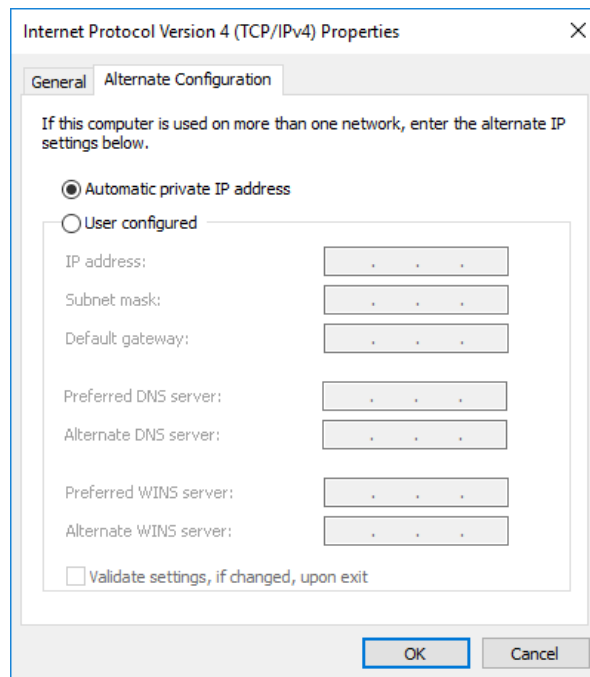 Internet Protocol Version 4 (TCP/IPv4) Properties
General
Alternate Configuration
If this computer is used on more than one network, enter the alternate IP
settings below.
Automatic private IP address
User configured
IP address:
. . .
Subnet mask:
. . .
Default gateway:
. . .
Preferred DNS server:
. . .
Alternate DNS server:
. . .
Preferred WINS server:
. . .
Alternate WINS server:
. . .
Validate settings, if changed, upon exit
OK
Cancel